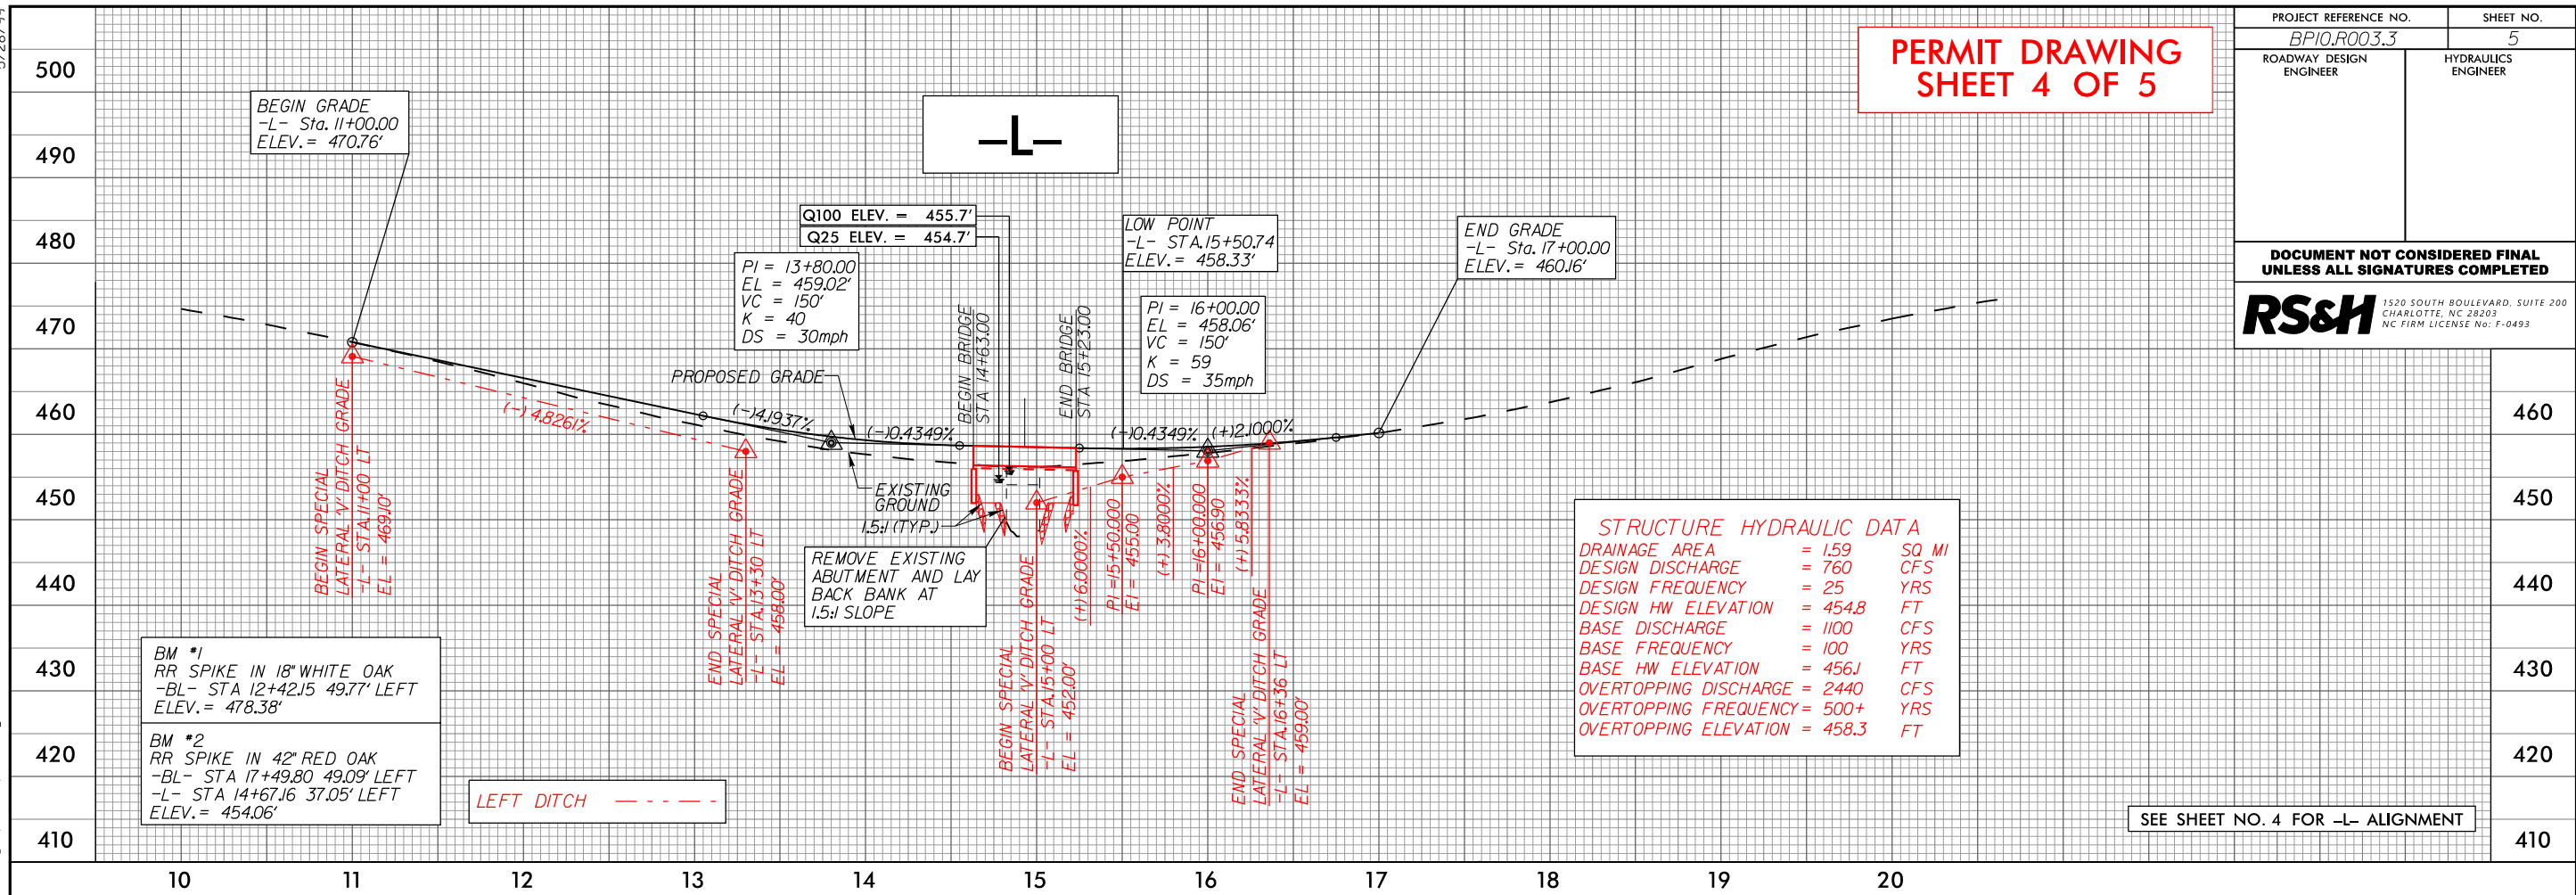 PERMIT DRAWING
SHEET 4 OF 5
PROJECT REFERENCE NO.
SHEET NO.
BP10.R003.3
5
ROADWAY DESIGN
ENGINEER
HYDRAULICS
ENGINEER
DOCUMENT NOT CONSIDERED FINAL
UNLESS ALL SIGNATURES COMPLETED
RS&H
1520 SOUTH BOULEVARD, SUITE 200
CHARLOTTE, NC 28203
NC FIRM LICENSE No: F-0493
500
490
480
470
460
450
440
430
420
410
BEGIN GRADE
-L- Sta. 11+00.00
ELEV. = 470.76'
-L-
Q100 ELEV. = 455.7'
Q25 ELEV. = 454.7'
PI = 13+80.00
EL = 459.02'
VC = 150'
K = 40
DS = 30mph
LOW POINT
-L- STA. 15+50.74
ELEV. = 458.33'
PI = 16+00.00
EL = 458.06'
VC = 150'
K = 59
DS = 35mph
END GRADE
-L- Sta. 17+00.00
ELEV. = 460.16'
BEGIN BRIDGE
STA 14+63.00
END BRIDGE
STA 15+23.00
PROPOSED GRADE
(-)4.8261%
(-)4.1937%
(-)0.4349%
(-)0.4349%
(+)2.1000%
EXISTING
GROUND
1.5:1 (TYP.)
REMOVE EXISTING
ABUTMENT AND LAY
BACK BANK AT
1.5:1 SLOPE
BEGIN SPECIAL
LATERAL 'V' DITCH GRADE
-L- STA. 11+00 LT
EL = 469.10'
END SPECIAL
LATERAL 'V' DITCH GRADE
-L- STA. 13+30 LT
EL = 458.00'
BEGIN SPECIAL
LATERAL 'V' DITCH GRADE
-L- STA. 15+00 LT
EL = 452.00'
(+)6.0000%
PI =15+50.000
El = 455.00
(+)3.8000%
PI =16+00.000
El = 456.90
(+)5.8333%
END SPECIAL
LATERAL 'V' DITCH GRADE
-L- STA. 16+36 LT
EL = 459.00'
STRUCTURE HYDRAULIC DATA
DRAINAGE AREA = 1.59 SQ MI
DESIGN DISCHARGE = 760 CFS
DESIGN FREQUENCY = 25 YRS
DESIGN HW ELEVATION = 454.8 FT
BASE DISCHARGE = 1100 CFS
BASE FREQUENCY = 100 YRS
BASE HW ELEVATION = 456.1 FT
OVERTOPPING DISCHARGE = 2440 CFS
OVERTOPPING FREQUENCY = 500+ YRS
OVERTOPPING ELEVATION = 458.3 FT
BM #1
RR SPIKE IN 18" WHITE OAK
-BL- STA 12+42.15 49.77' LEFT
ELEV. = 478.38'
BM #2
RR SPIKE IN 42" RED OAK
-BL- STA 17+49.80 49.09' LEFT
-L- STA 14+67.16 37.05' LEFT
ELEV. = 454.06'
LEFT DITCH
SEE SHEET NO. 4 FOR -L- ALIGNMENT
460
450
440
430
420
410
10 11 12 13 14 15 16 17 18 19 20